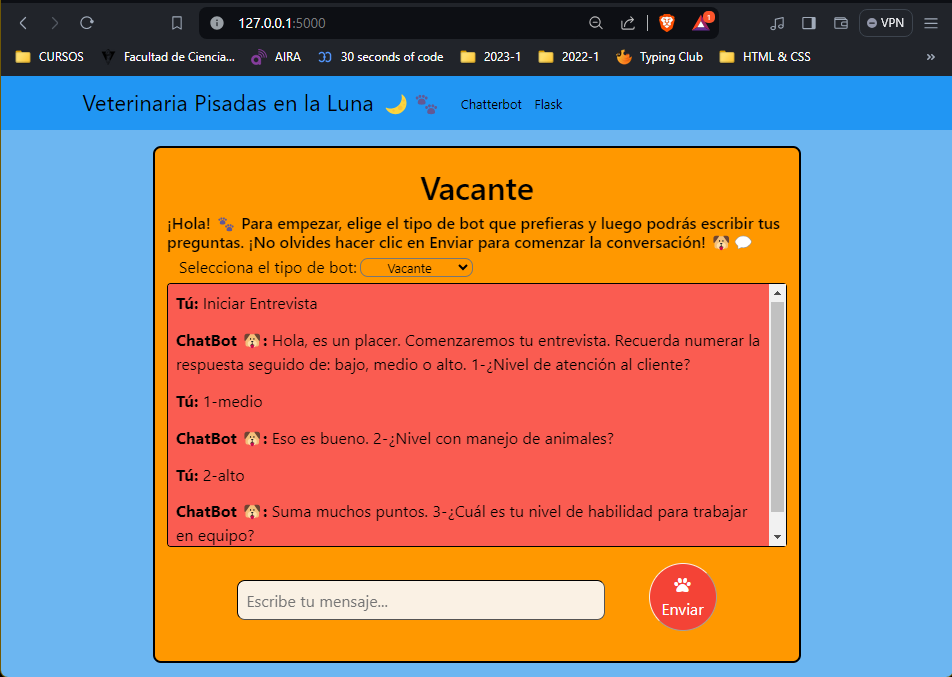 127.0.0.1:5000
1
VPN
CURSOS
Facultad de Ciencia...
AIRA
30 seconds of code
2023-1
2022-1
Typing Club
HTML & CSS
»
Veterinaria Pisadas en la Luna 🌙 🐾
Chatterbot
Flask
Vacante
¡Hola! 🐾 Para empezar, elige el tipo de bot que prefieras y luego podrás escribir tus
preguntas. ¡No olvides hacer clic en Enviar para comenzar la conversación! 🐶 💬
Selecciona el tipo de bot: Vacante
Tú: Iniciar Entrevista
ChatBot 🐶: Hola, es un placer. Comenzaremos tu entrevista. Recuerda numerar la
respuesta seguido de: bajo, medio o alto. 1-¿Nivel de atención al cliente?
Tú: 1-medio
ChatBot 🐶: Eso es bueno. 2-¿Nivel con manejo de animales?
Tú: 2-alto
ChatBot 🐶: Suma muchos puntos. 3-¿Cuál es tu nivel de habilidad para trabajar
en equipo?
Escribe tu mensaje...
Enviar